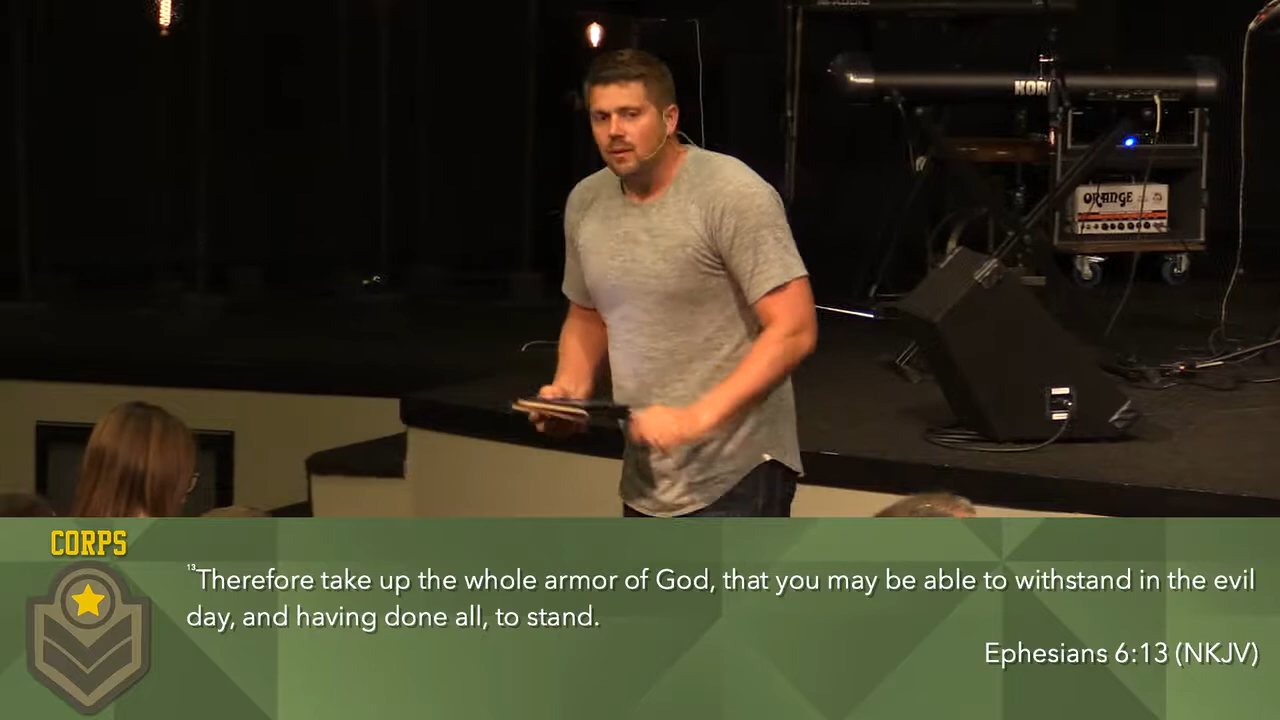 KORG
ORANGE
CORPS
13Therefore take up the whole armor of God, that you may be able to withstand in the evil
day, and having done all, to stand.
Ephesians 6:13 (NKJV)